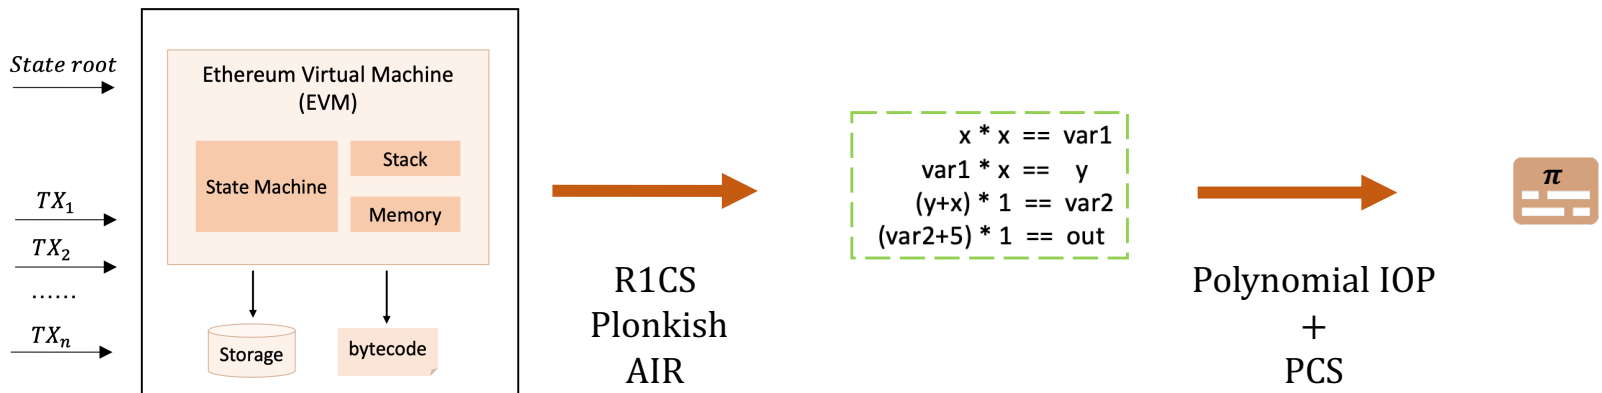 State root
TX1
TX2
......
TXn
Ethereum Virtual Machine
(EVM)
State Machine
Stack
Memory
Storage
bytecode
R1CS
Plonkish
AIR
x * x == var1
var1 * x == y
(y+x) * 1 == var2
(var2+5) * 1 == out
Polynomial IOP
+
PCS
π